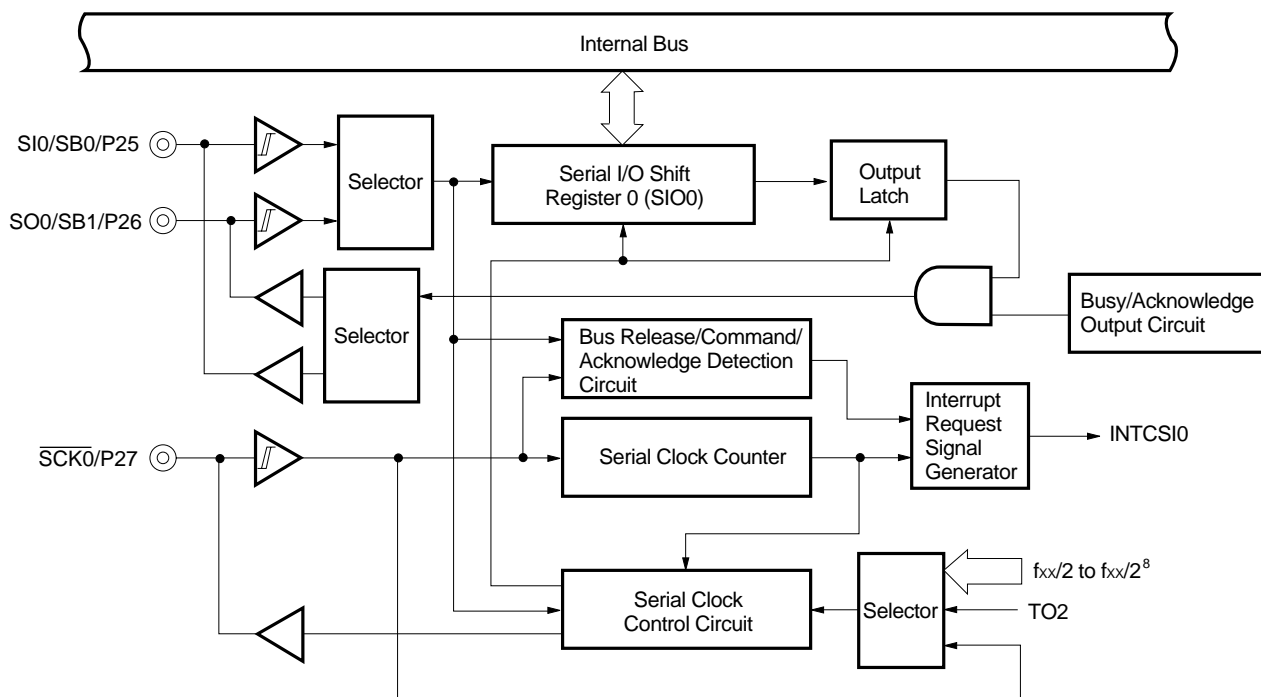 Internal Bus
SI0/SB0/P25
Selector
Serial I/O Shift
Register 0 (SIO0)
Output
Latch
SO0/SB1/P26
Selector
Busy/Acknowledge
Output Circuit
Bus Release/Command/
Acknowledge Detection
Circuit
Interrupt
Request
Signal
Generator
INTCSI0
SCK0/P27
Serial Clock Counter
Serial Clock
Control Circuit
Selector
fxx/2 to fxx/2⁸
TO2